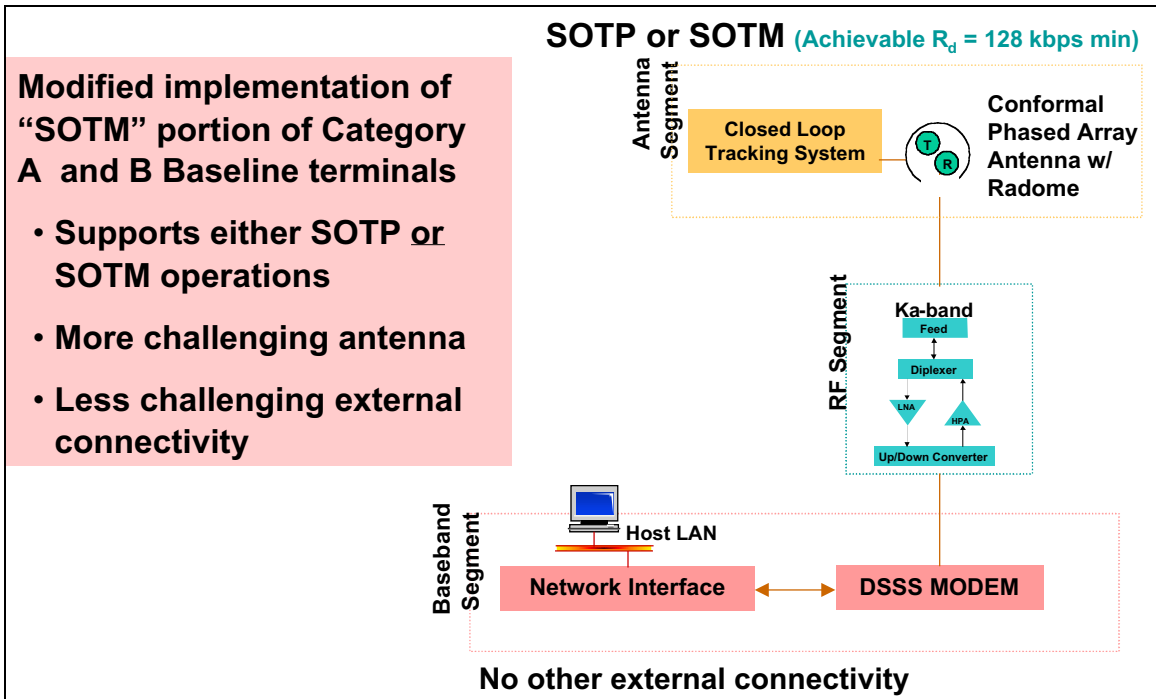 SOTP or SOTM (Achievable Rd = 128 kbps min)
Modified implementation of
“SOTM” portion of Category
A and B Baseline terminals
• Supports either SOTP or
SOTM operations
• More challenging antenna
• Less challenging external
connectivity
Antenna
Segment
Closed Loop
Tracking System
T
R
Conformal
Phased Array
Antenna w/
Radome
RF Segment
Ka-band
Feed
Diplexer
LNA
HPA
Up/Down Converter
Baseband
Segment
Host LAN
Network Interface
DSSS MODEM
No other external connectivity